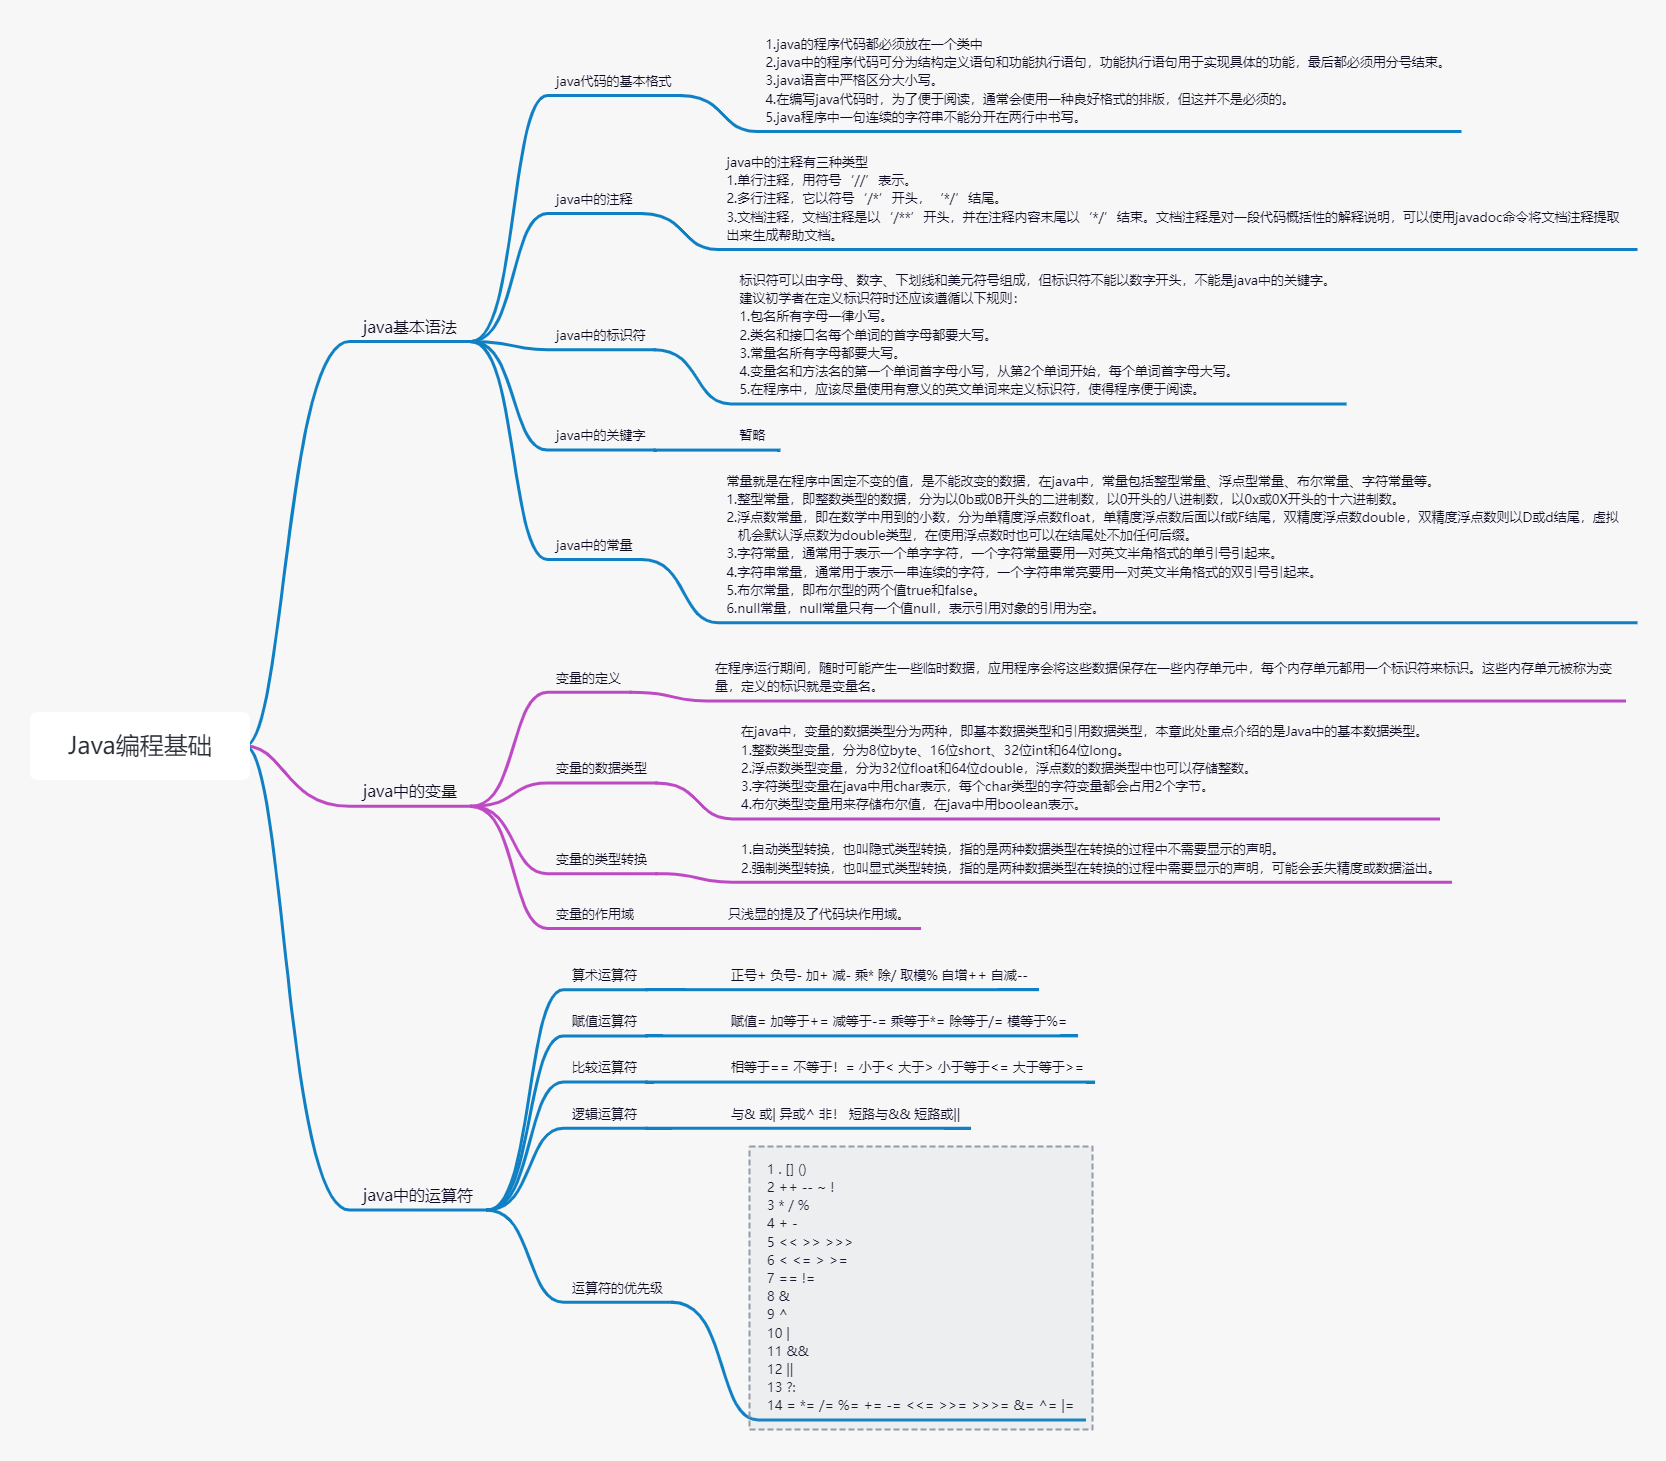 Java编程基础
java基本语法
java代码的基本格式
1.java的程序代码都必须放在一个类中
2.java中的程序代码可分为结构定义语句和功能执行语句，功能执行语句用于实现具体的功能，最后都必须用分号结束。
3.java语言中严格区分大小写。
4.在编写java代码时，为了便于阅读，通常会使用一种良好格式的排版，但这并不是必须的。
5.java程序中一句连续的字符串不能分开在两行中书写。
java中的注释
java中的注释有三种类型
1.单行注释，用符号‘//’表示。
2.多行注释，它以符号‘/*’开头，‘*/’结尾。
3.文档注释，文档注释是以‘/**’开头，并在注释内容末尾以‘*/’结束。文档注释是对一段代码概括性的解释说明，可以使用javadoc命令将文档注释提取
出来生成帮助文档。
java中的标识符
标识符可以由字母、数字、下划线和美元符号组成，但标识符不能以数字开头，不能是java中的关键字。
建议初学者在定义标识符时还应该遵循以下规则：
1.包名所有字母一律小写。
2.类名和接口名每个单词的首字母都要大写。
3.常量名所有字母都要大写。
4.变量名和方法名的第一个单词首字母小写，从第2个单词开始，每个单词首字母大写。
5.在程序中，应该尽量使用有意义的英文单词来定义标识符，使得程序便于阅读。
java中的关键字
暂略
java中的常量
常量就是在程序中固定不变的值，是不能改变的数据，在java中，常量包括整型常量、浮点型常量、布尔常量、字符常量等。
1.整型常量，即整数类型的数据，分为以0b或0B开头的二进制数，以0开头的八进制数，以0x或0X开头的十六进制数。
2.浮点数常量，即在数学中用到的小数，分为单精度浮点数float，单精度浮点数后面以f或F结尾，双精度浮点数double，双精度浮点数则以D或d结尾，虚拟
机会默认浮点数为double类型，在使用浮点数时也可以在结尾处不加任何后缀。
3.字符常量，通常用于表示一个单字字符，一个字符常量要用一对英文半角格式的单引号引起来。
4.字符串常量，通常用于表示一串连续的字符，一个字符串常亮要用一对英文半角格式的双引号引起来。
5.布尔常量，即布尔型的两个值true和false。
6.null常量，null常量只有一个值null，表示引用对象的引用为空。
java中的变量
变量的定义
在程序运行期间，随时可能产生一些临时数据，应用程序会将这些数据保存在一些内存单元中，每个内存单元都用一个标识符来标识。这些内存单元被称为变
量，定义的标识就是变量名。
变量的数据类型
在java中，变量的数据类型分为两种，即基本数据类型和引用数据类型，本章此处重点介绍的是Java中的基本数据类型。
1.整数类型变量，分为8位byte、16位short、32位int和64位long。
2.浮点数类型变量，分为32位float和64位double，浮点数的数据类型中也可以存储整数。
3.字符类型变量在java中用char表示，每个char类型的字符变量都会占用2个字节。
4.布尔类型变量用来存储布尔值，在java中用boolean表示。
变量的类型转换
1.自动类型转换，也叫隐式类型转换，指的是两种数据类型在转换的过程中不需要显示的声明。
2.强制类型转换，也叫显式类型转换，指的是两种数据类型在转换的过程中需要显示的声明，可能会丢失精度或数据溢出。
变量的作用域
只浅显的提及了代码块作用域。
java中的运算符
算术运算符
正号+ 负号- 加+ 减- 乘* 除/ 取模% 自增++ 自减--
赋值运算符
赋值= 加等于+= 减等于-= 乘等于*= 除等于/= 模等于%=
比较运算符
相等于== 不等于！= 小于< 大于> 小于等于<= 大于等于>=
逻辑运算符
与& 或| 异或^ 非！ 短路与&& 短路或||
运算符的优先级
1 . [] ()
2 ++ -- ~ !
3 * / %
4 + -
5 << >> >>>
6 < <= > >=
7 == !=
8 &
9 ^
10 |
11 &&
12 ||
13 ?:
14 = *= /= %= += -= <<= >>= >>>= &= ^= |=